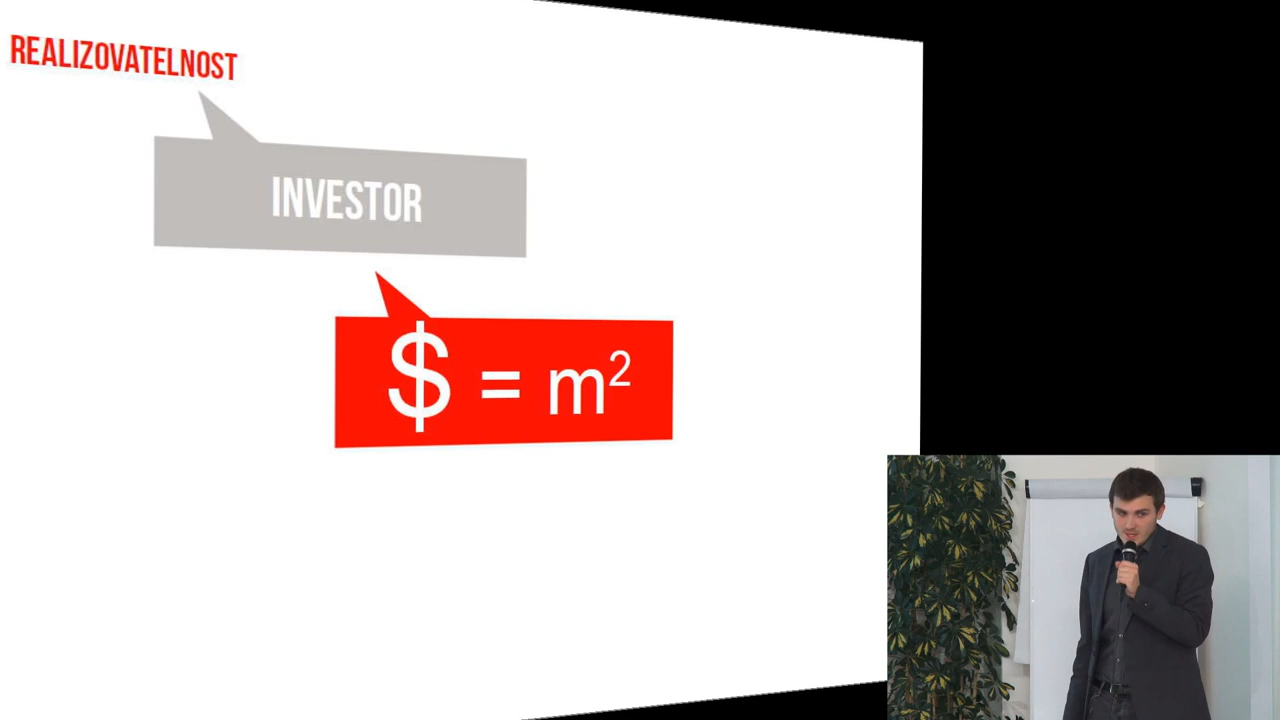 REALIZOVATELNOST
INVESTOR
$ = m²